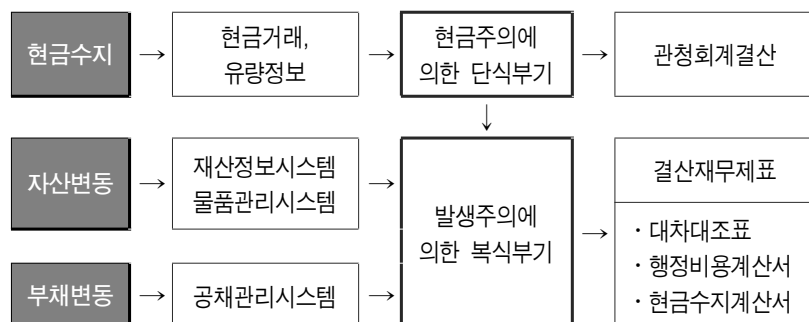 현금수지 → 현금거래, 유량정보 → 현금주의에 의한 단식부기 → 관청회계결산
↓
자산변동 → 재산정보시스템 물품관리시스템 →
부채변동 → 공채관리시스템 →
발생주의에
의한 복식부기
→
결산재무제표
· 대차대조표
· 행정비용계산서
· 현금수지계산서